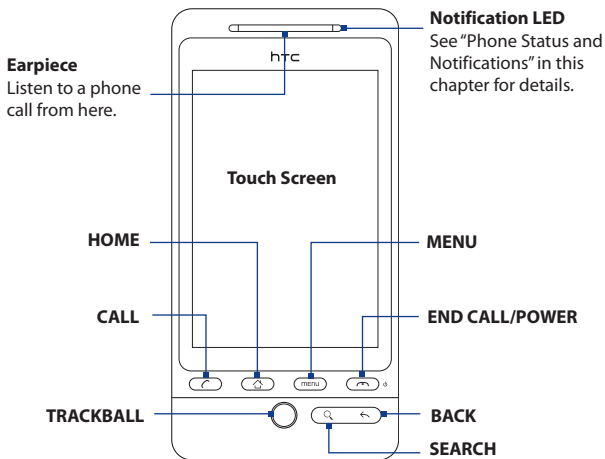 Notification LED
See “Phone Status and
Notifications” in this
chapter for details.
Earpiece
Listen to a phone
call from here.
hTC
Touch Screen
HOME
MENU
CALL
END CALL/POWER
MENU
TRACKBALL
BACK
SEARCH